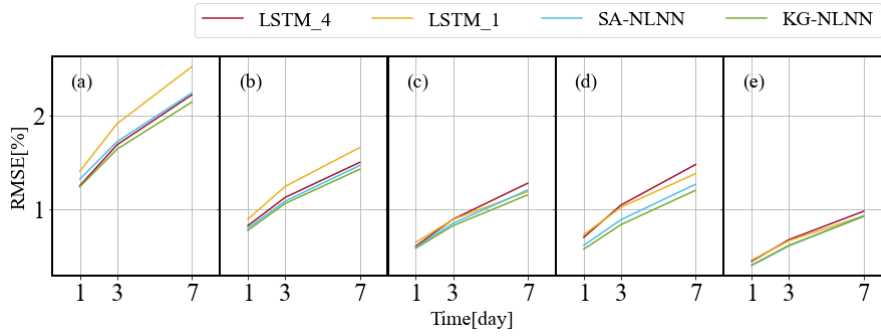 LSTM_4 LSTM_1 SA-NLNN KG-NLNN
(a) (b) (c) (d) (e)
2
1
RMSE[%]
1 3 7 1 3 7 1 3 7 1 3 7 1 3 7
Time[day]